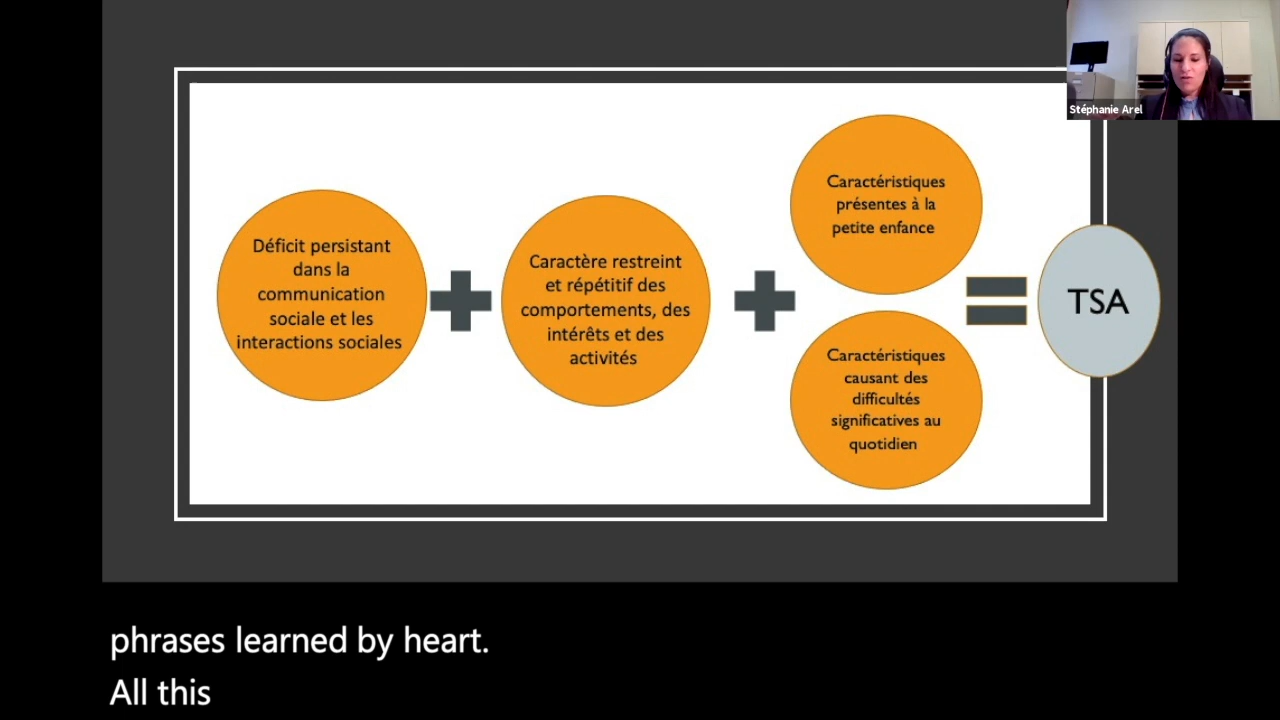 Stéphanie Arel
Déficit persistant
dans la
communication
sociale et les
interactions sociales
Caractère restreint
et répétitif des
comportements, des
intérêts et des
activités
Caractéristiques
présentes à la
petite enfance
Caractéristiques
causant des
difficultés
significatives au
quotidien
TSA
phrases learned by heart.
All this